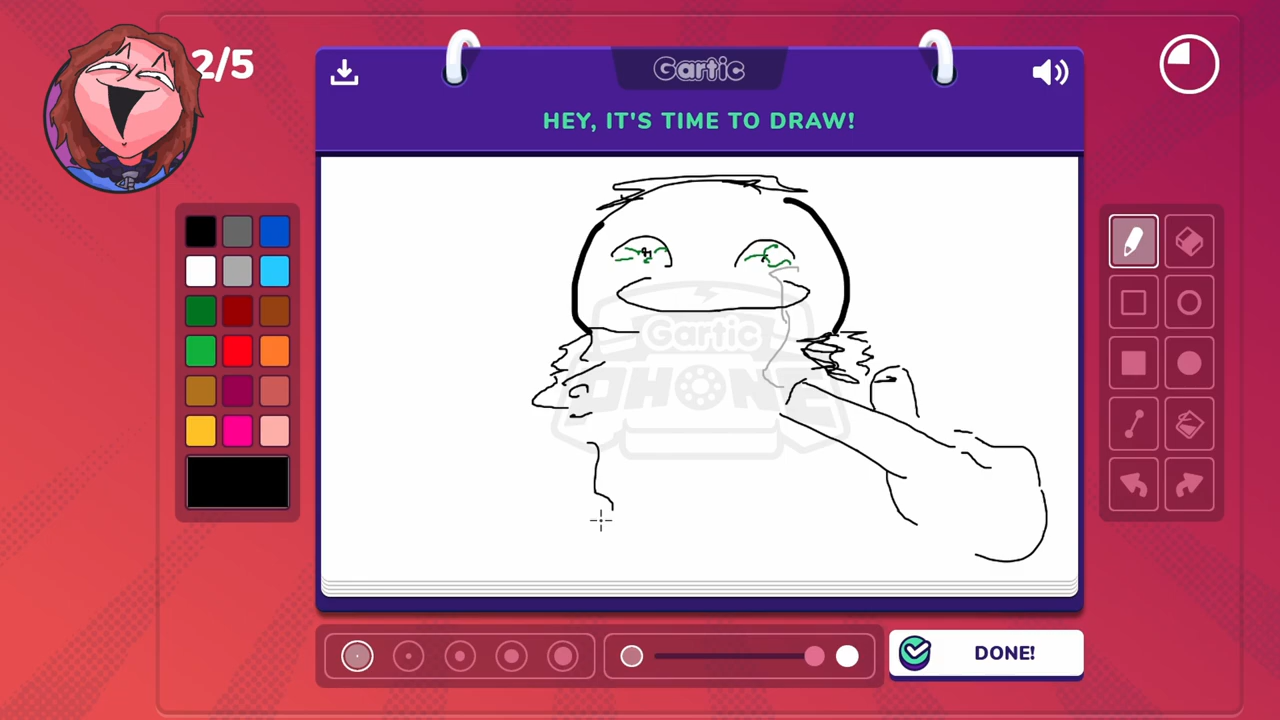 2/5
Gartic
HEY, IT'S TIME TO DRAW!
Gartic
PHONE
DONE!